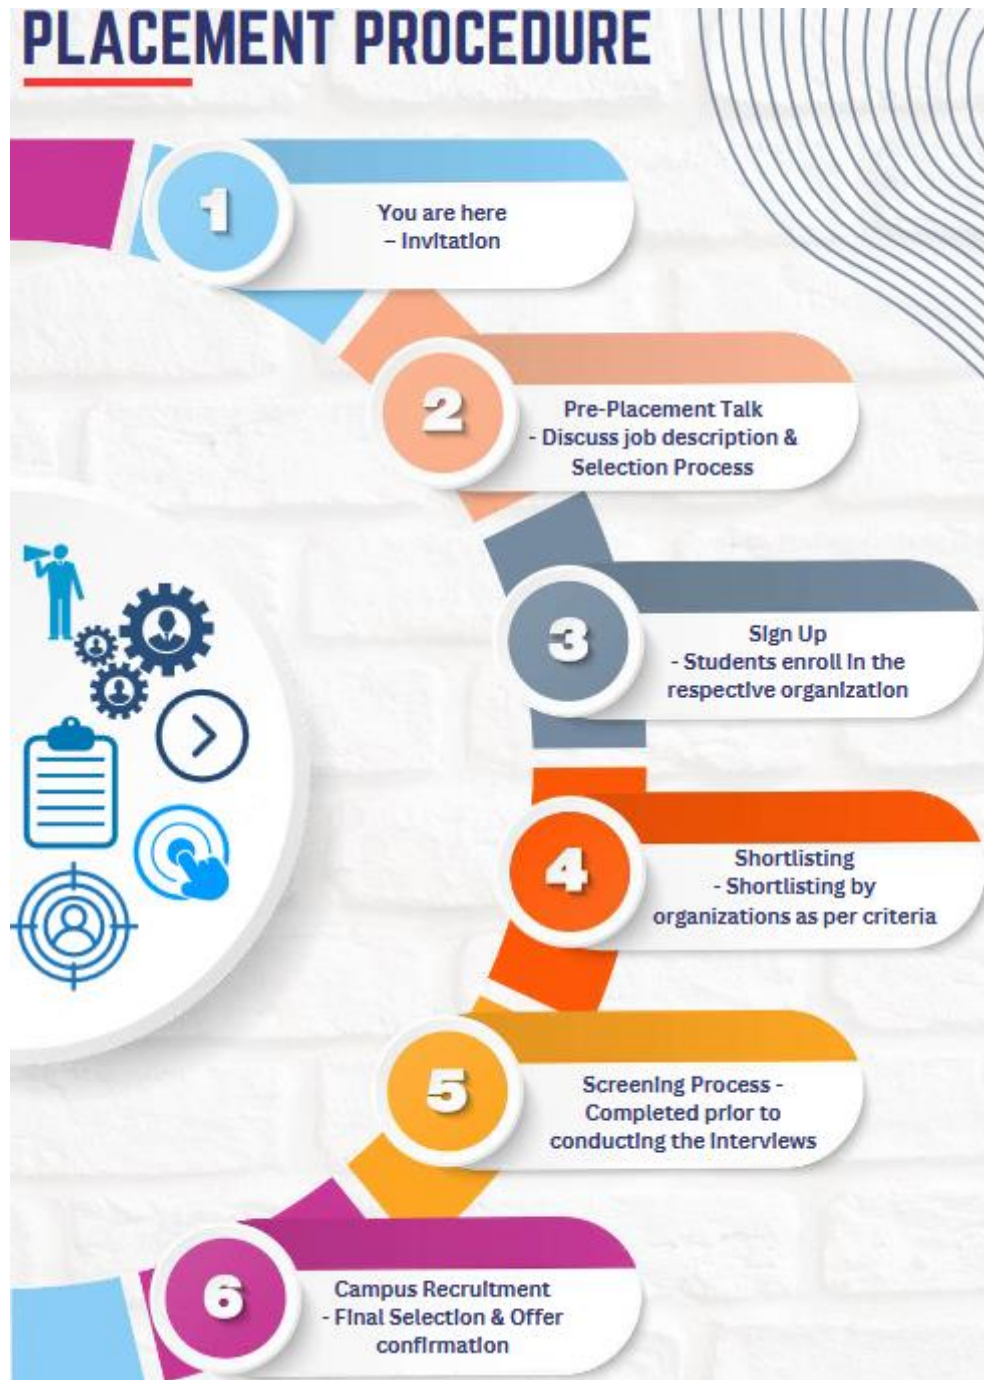 PLACEMENT PROCEDURE
1
You are here
– Invitation
2
Pre-Placement Talk
- Discuss job description &
Selection Process
3
Sign Up
- Students enroll in the
respective organization
4
Shortlisting
- Shortlisting by
organizations as per criteria
5
Screening Process -
Completed prior to
conducting the Interviews
6
Campus Recruitment
- Final Selection & Offer
confirmation